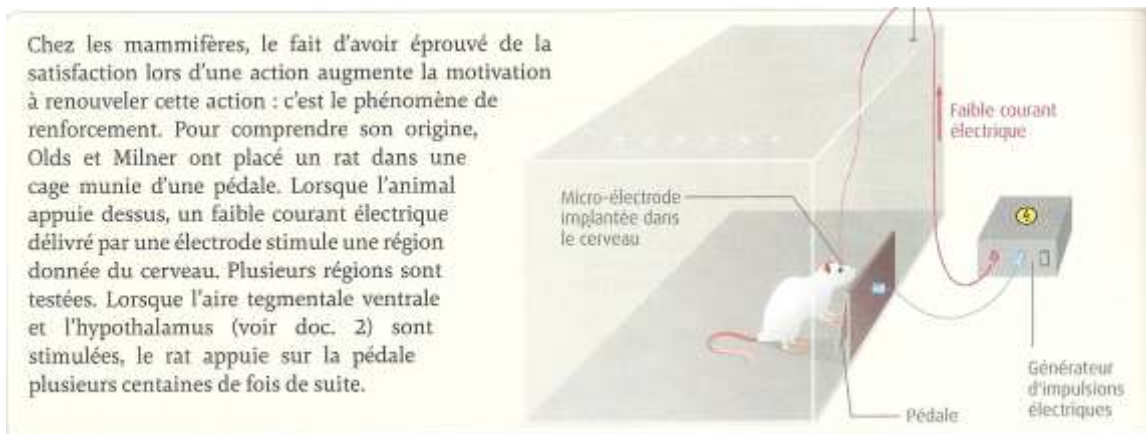 Chez les mammifères, le fait d'avoir éprouvé de la
satisfaction lors d'une action augmente la motivation
à renouveler cette action : c'est le phénomène de
renforcement. Pour comprendre son origine,
Olds et Milner ont placé un rat dans une
cage munie d'une pédale. Lorsque l'animal
appuie dessus, un faible courant électrique
délivré par une électrode stimule une région
donnée du cerveau. Plusieurs régions sont
testées. Lorsque l'aire tegmentale ventrale
et l'hypothalamus (voir doc. 2) sont
stimulées, le rat appuie sur la pédale
plusieurs centaines de fois de suite.
Faible courant
électrique
Micro-électrode
implantée dans
le cerveau
Générateur
d'impulsions
électriques
Pédale